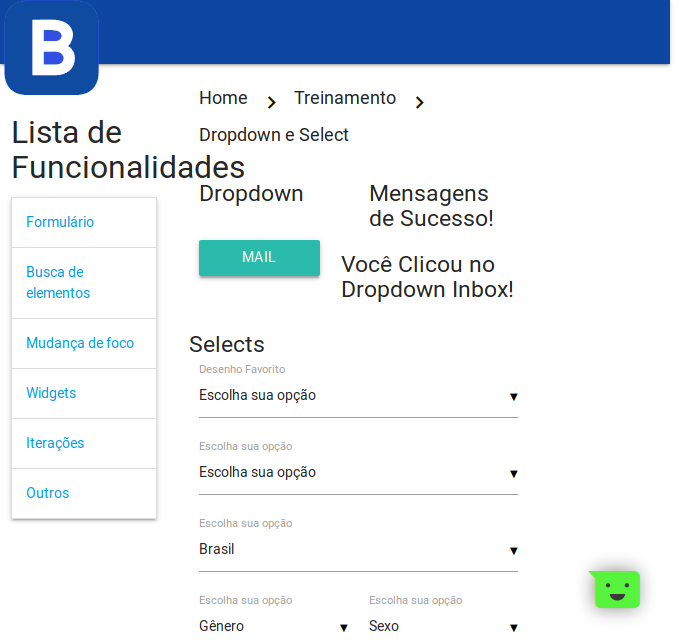 B
Home
Treinamento
Dropdown e Select
Lista de
Funcionalidades
Formulário
Busca de
elementos
Mudança de foco
Widgets
Iterações
Outros
Dropdown
MAIL
Mensagens
de Sucesso!
Você Clicou no
Dropdown Inbox!
Selects
Desenho Favorito
Escolha sua opção
Escolha sua opção
Escolha sua opção
Escolha sua opção
Brasil
Escolha sua opção
Gênero
Escolha sua opção
Sexo